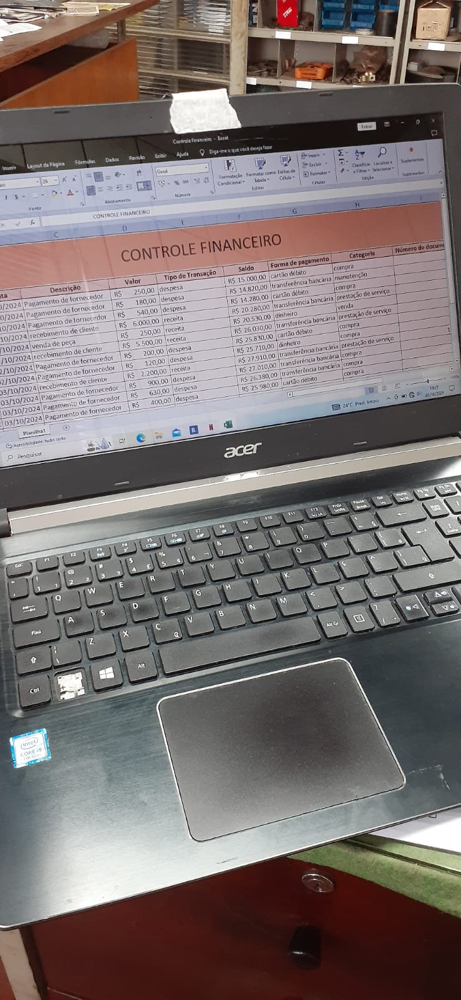 TRW
Controle financeiro - Excel
Entrar
Inserir Layout da Página Fórmulas Dados Revisão Exibir Ajuda Diga-me o que você deseja fazer
26 Geral Formatação Condicional Formatar como Tabela Estilos de Célula Inserir Excluir Formatar Classificar e Filtrar Localizar e Selecionar Suplementos
Fonte Alinhamento Número Estilos Células Edição Suplementos
fx CONTROLE FINANCEIRO
C D E F G H I
CONTROLE FINANCEIRO
Descrição Valor Tipo de Transação Saldo Forma de pagamento Categoria Número do docum
0/2024 Pagamento de fornecedor R$ 250,00 despesa R$ 15.000,00 cartão débito compra
0/2024 Pagamento de fornecedor R$ 180,00 despesa R$ 14.820,00 transferência bancária manutenção
/10/2024 Pagamento de fornecedor R$ 540,00 despesa R$ 14.280,00 cartão débito compra
/10/2024 recebimento de cliente R$ 6.000,00 receita R$ 20.280,00 transferência bancária prestação de serviço
/10/2024 venda de peça R$ 250,00 receita R$ 20.530,00 dinheiro venda
/10/2024 recebimento de cliente R$ 5.500,00 receita R$ 26.030,00 transferência bancária prestação de serviço
2/10/2024 Pagamento de fornecedor R$ 200,00 despesa R$ 25.830,00 cartão débito compra
02/10/2024 Pagamento de fornecedor R$ 120,00 despesa R$ 25.710,00 dinheiro compra 1
03/10/2024 recebimento de cliente R$ 2.200,00 receita R$ 27.910,00 transferência bancária prestação de serviço
03/10/2024 Pagamento de fornecedor R$ 900,00 despesa R$ 27.010,00 transferência bancária compra
03/10/2024 Pagamento de fornecedor R$ 630,00 despesa R$ 26.380,00 transferência bancária compra
03/10/2024 Pagamento de fornecedor R$ 400,00 despesa R$ 25.980,00 cartão débito compra
Planilha1
Acessibilidade: tudo certo
Pesquisar
B.
N
24°C Pred. limpo
01/10/2024
acer
Esc F1 F2 F3 F4 F5 F6 F7 F8 F9 F10 F11 F12 PrtSc SysRq Pause Break Del Ins Home PgUp
1 2 3 4 5 6 7 8 9 0
Q W E R T Y U I O P
Fixa A S D F G H J K L Ç
Z X C V B N M
Ctrl Alt Alt Gr
intel
CORE i5
7th Gen